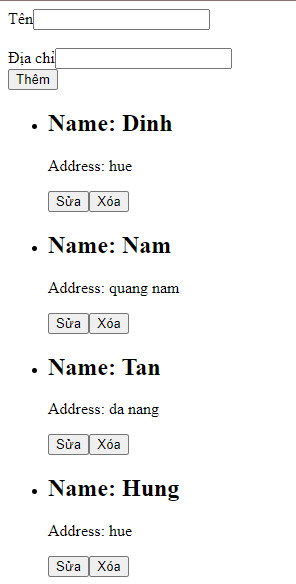 Tên
Địa chỉ
Thêm
Name: Dinh
Address: hue
Sửa Xóa
Name: Nam
Address: quang nam
Sửa Xóa
Name: Tan
Address: da nang
Sửa Xóa
Name: Hung
Address: hue
Sửa Xóa